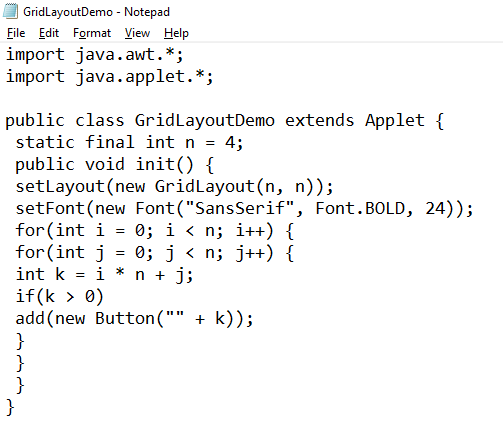 GridLayoutDemo - Notepad
File Edit Format View Help
import java.awt.*;
import java.applet.*;
public class GridLayoutDemo extends Applet {
static final int n = 4;
public void init() {
setLayout(new GridLayout(n, n));
setFont(new Font("SansSerif", Font.BOLD, 24));
for(int i = 0; i < n; i++) {
for(int j = 0; j < n; j++) {
int k = i * n + j;
if(k > 0)
add(new Button("" + k));
}
}
}
}